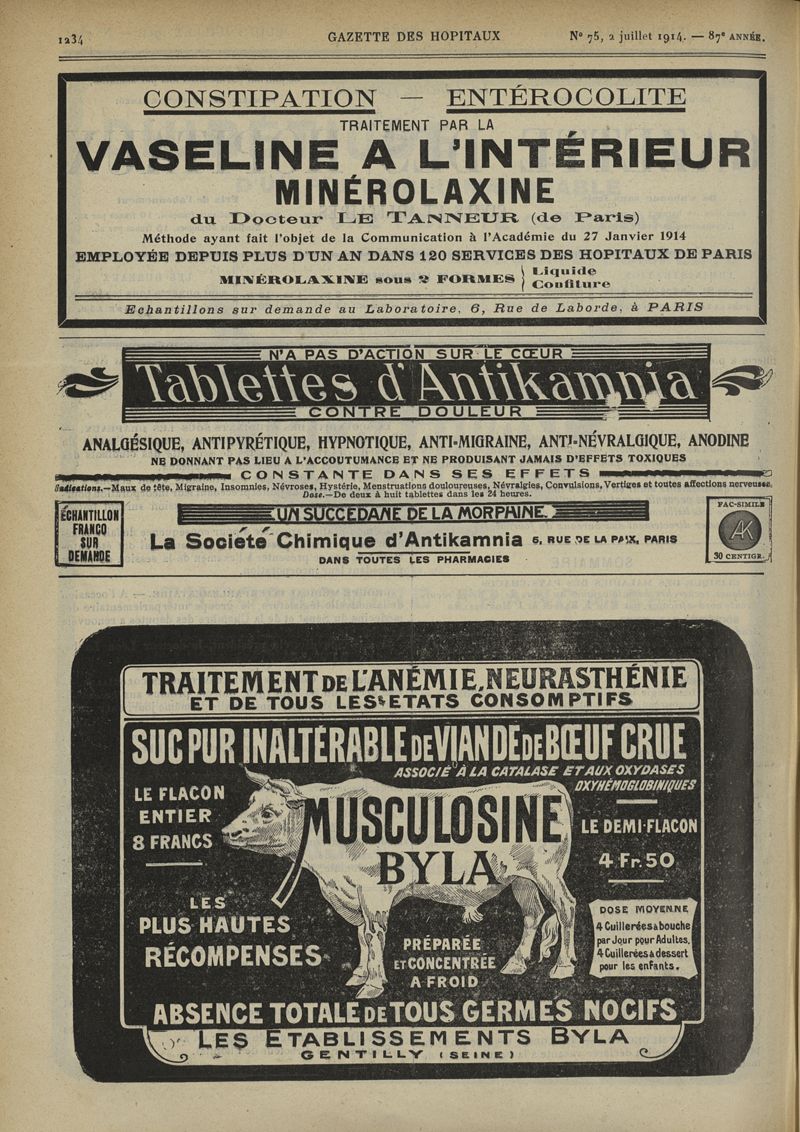 1234
GAZETTE DES HOPITAUX
N° 75, 2 juillet 1914. — 87e ANNÉE.
CONSTIPATION — ENTÉROCOLITE
TRAITEMENT PAR LA
VASELINE A L'INTÉRIEUR
MINÉROLAXINE
du Docteur LE TANNEUR (de Paris)
Méthode ayant fait l'objet de la Communication à l'Académie du 27 Janvier 1914
EMPLOYÉE DEPUIS PLUS D'UN AN DANS 120 SERVICES DES HOPITAUX DE PARIS
MINÉROLAXINE sous 2 FORMES
Liquide
Confiture
Echantillons sur demande au Laboratoire, 6, Rue de Laborde, à PARIS
N'A PAS D'ACTION SUR LE CŒUR
Tablettes d'Antikamnia
CONTRE DOULEUR
ANALGÉSIQUE, ANTIPYRÉTIQUE, HYPNOTIQUE, ANTI-MIGRAINE, ANTI-NÉVRALGIQUE, ANODINE
NE DONNANT PAS LIEU A L'ACCOUTUMANCE ET NE PRODUISANT JAMAIS D'EFFETS TOXIQUES
CONSTANTE DANS SES EFFETS
Indications.—Maux de tête, Migraine, Insomnies, Névroses, Hystérie, Menstruations douloureuses, Névralgies, Convulsions, Vertiges et toutes affections nerveuses.
Dose.—De deux à huit tablettes dans les 24 heures.
UN SUCCÉDANÉ DE LA MORPHINE.
ÉCHANTILLON
FRANCO
SUR
DEMANDE
La Société Chimique d'Antikamnia 5, RUE DE LA PAIX, PARIS
DANS TOUTES LES PHARMACIES
FAC-SIMILE
AK
30 CENTIGR.
TRAITEMENT DE L'ANÉMIE, NEURASTHÉNIE
ET DE TOUS LES ETATS CONSOMPTIFS
SUC PUR INALTÉRABLE DE VIANDE DE BŒUF CRUE
ASSOCIÉ À LA CATALASE ET AUX OXYDASES
OXYHÉMOGLOBINIQUES
LE FLACON
ENTIER
8 FRANCS
MUSCULOSINE
BYLA
LE DEMI-FLACON
4 Fr. 50
LES
PLUS HAUTES
RÉCOMPENSES
PRÉPARÉE
ET CONCENTRÉE
A FROID
DOSE MOYENNE
4 Cuillerées à bouche
par Jour pour Adultes,
4 Cuillerées à dessert
pour les enfants.
ABSENCE TOTALE DE TOUS GERMES NOCIFS
LES ETABLISSEMENTS BYLA
GENTILLY (SEINE)